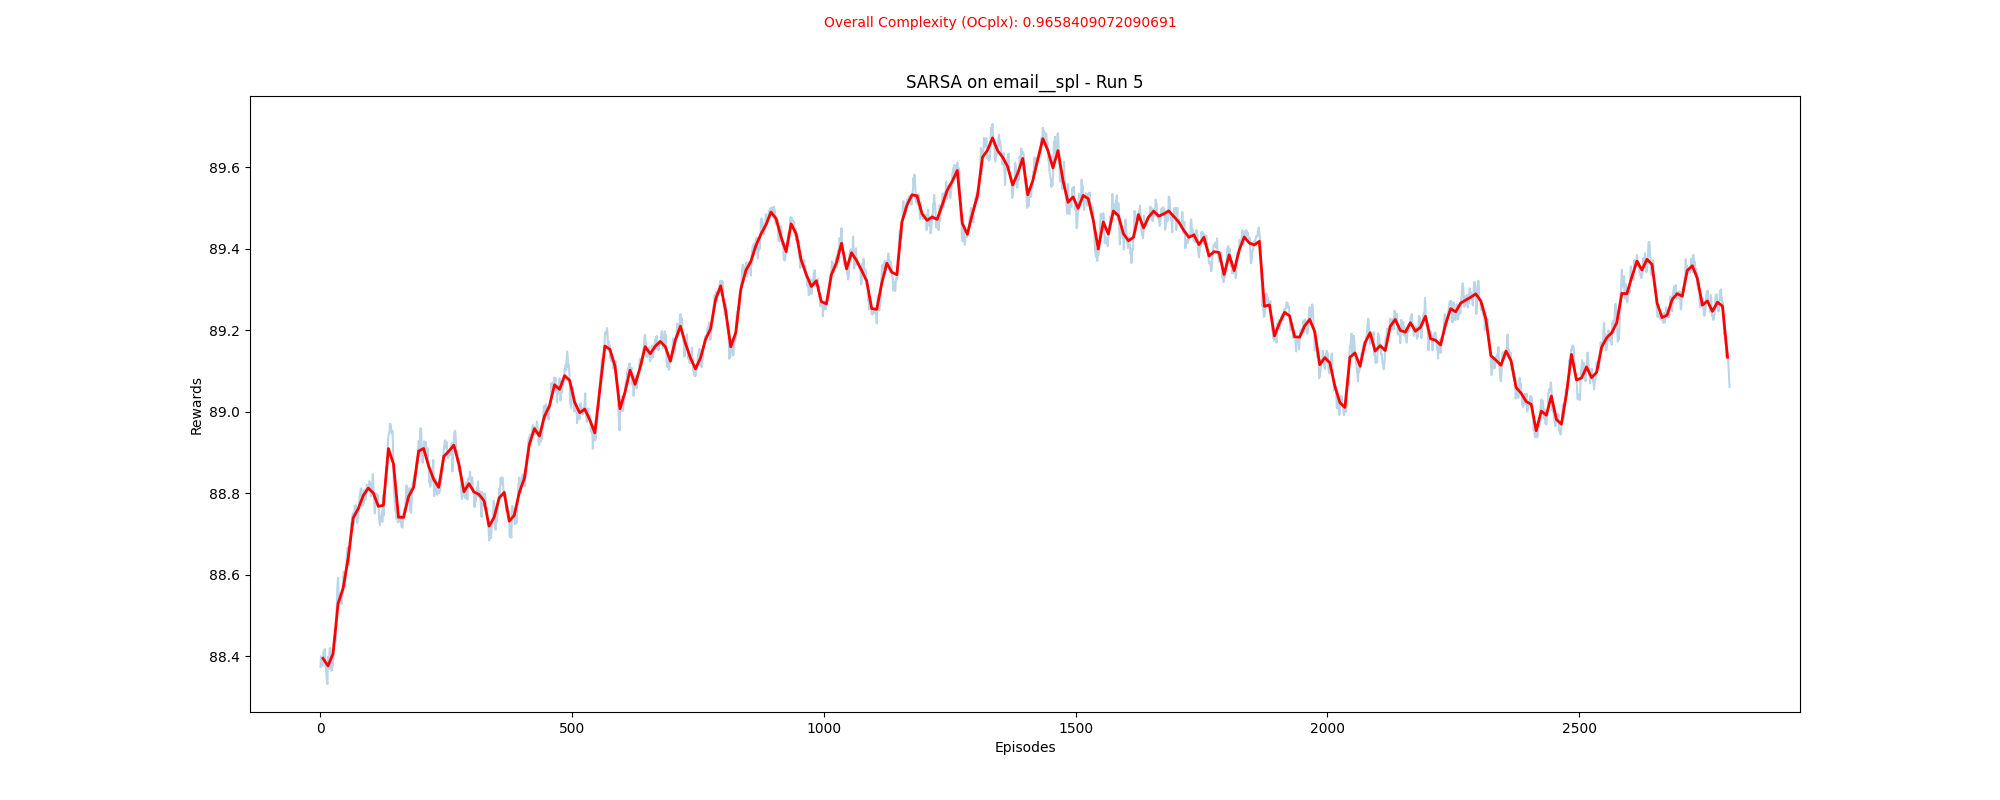 Overall Complexity (OCplx): 0.9658409072090691
SARSA on email__spl - Run 5
Rewards
89.6
89.4
89.2
89.0
88.8
88.6
88.4
0 500 1000 1500 2000 2500
Episodes